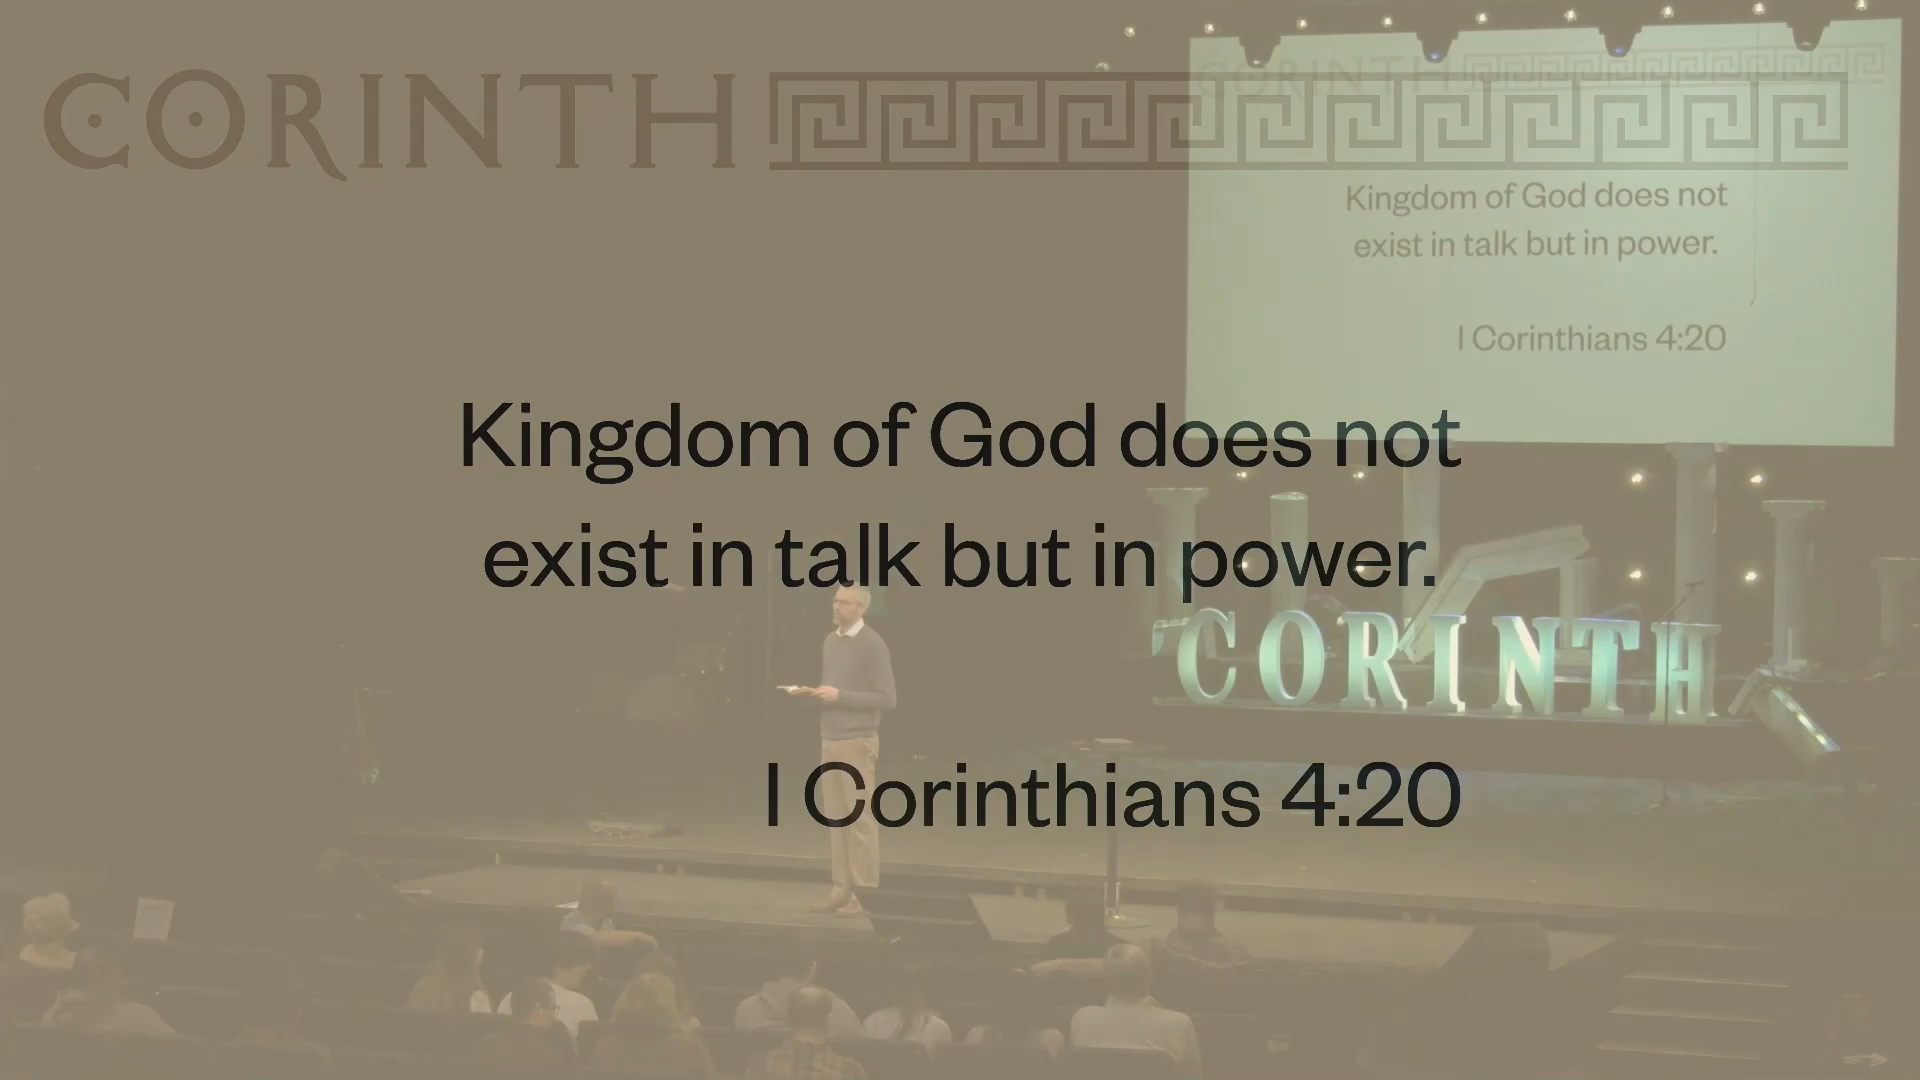 CORINTH
CORINTH
Kingdom of God does not
exist in talk but in power.
I Corinthians 4:20
Kingdom of God does not
exist in talk but in power.
CORINTH
I Corinthians 4:20